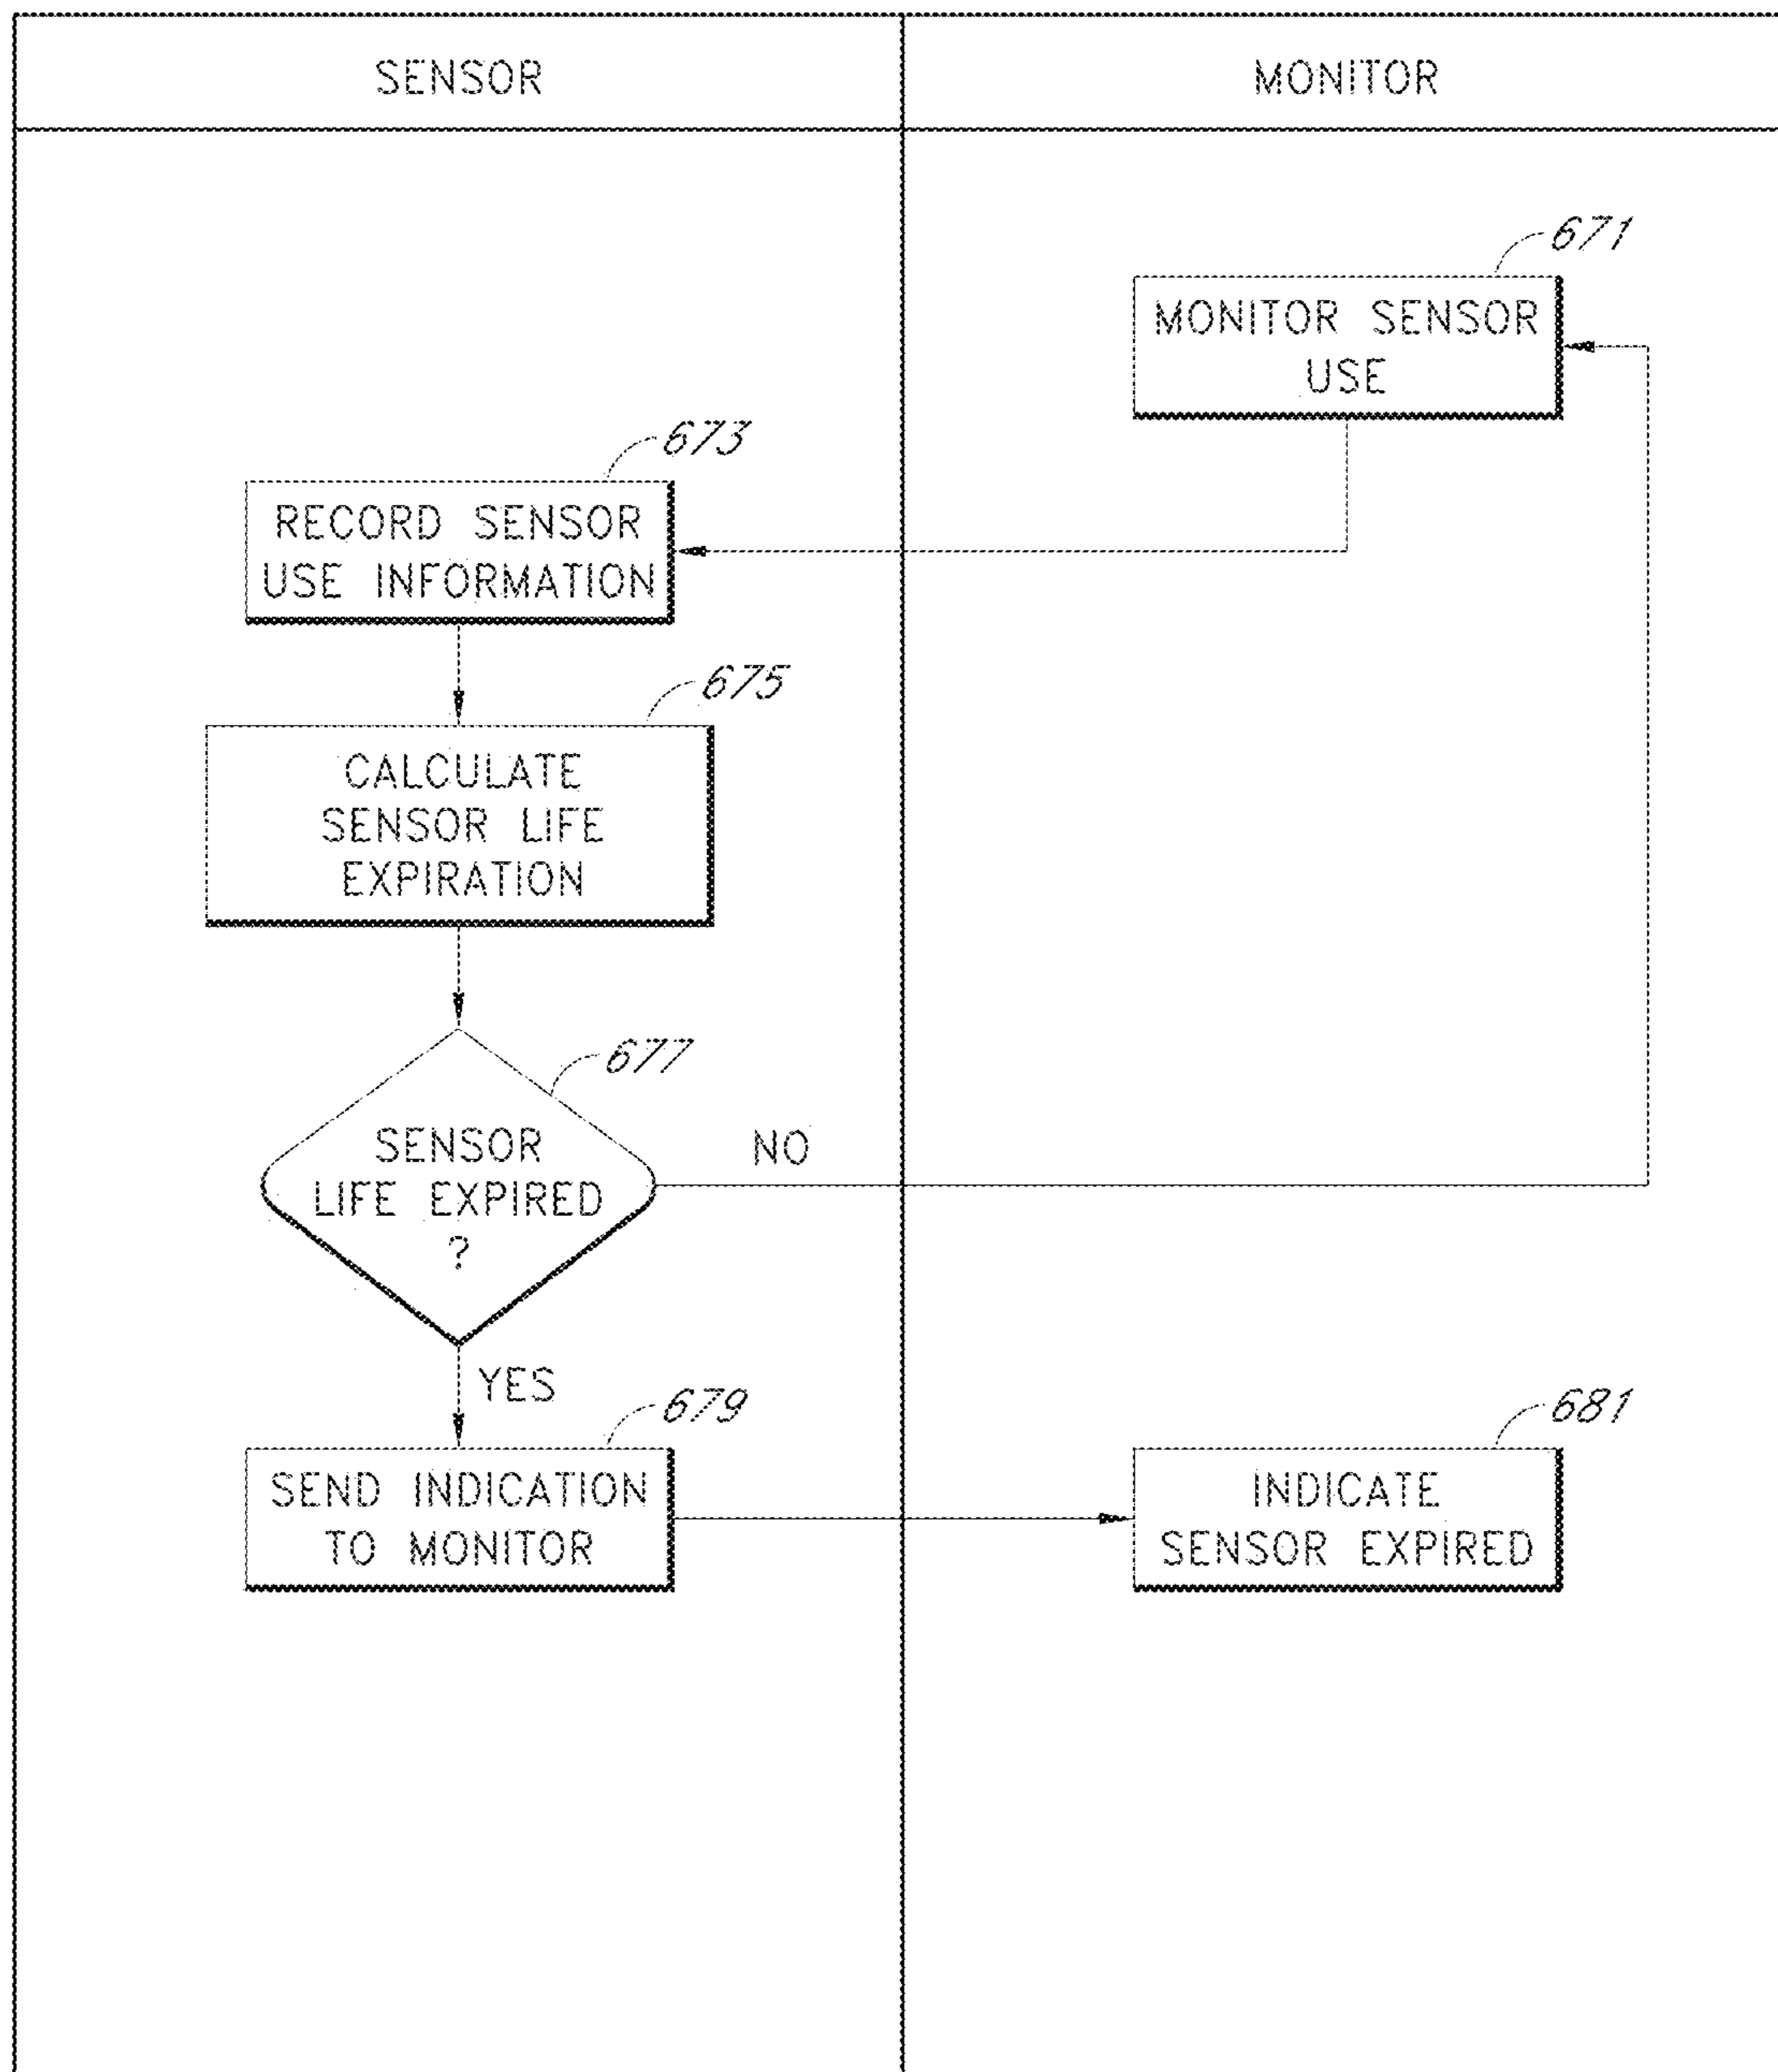 SENSOR
MONITOR
671
MONITOR SENSOR
USE
673
RECORD SENSOR
USE INFORMATION
675
CALCULATE
SENSOR LIFE
EXPIRATION
677
SENSOR
LIFE EXPIRED
?
NO
YES
679
SEND INDICATION
TO MONITOR
681
INDICATE
SENSOR EXPIRED